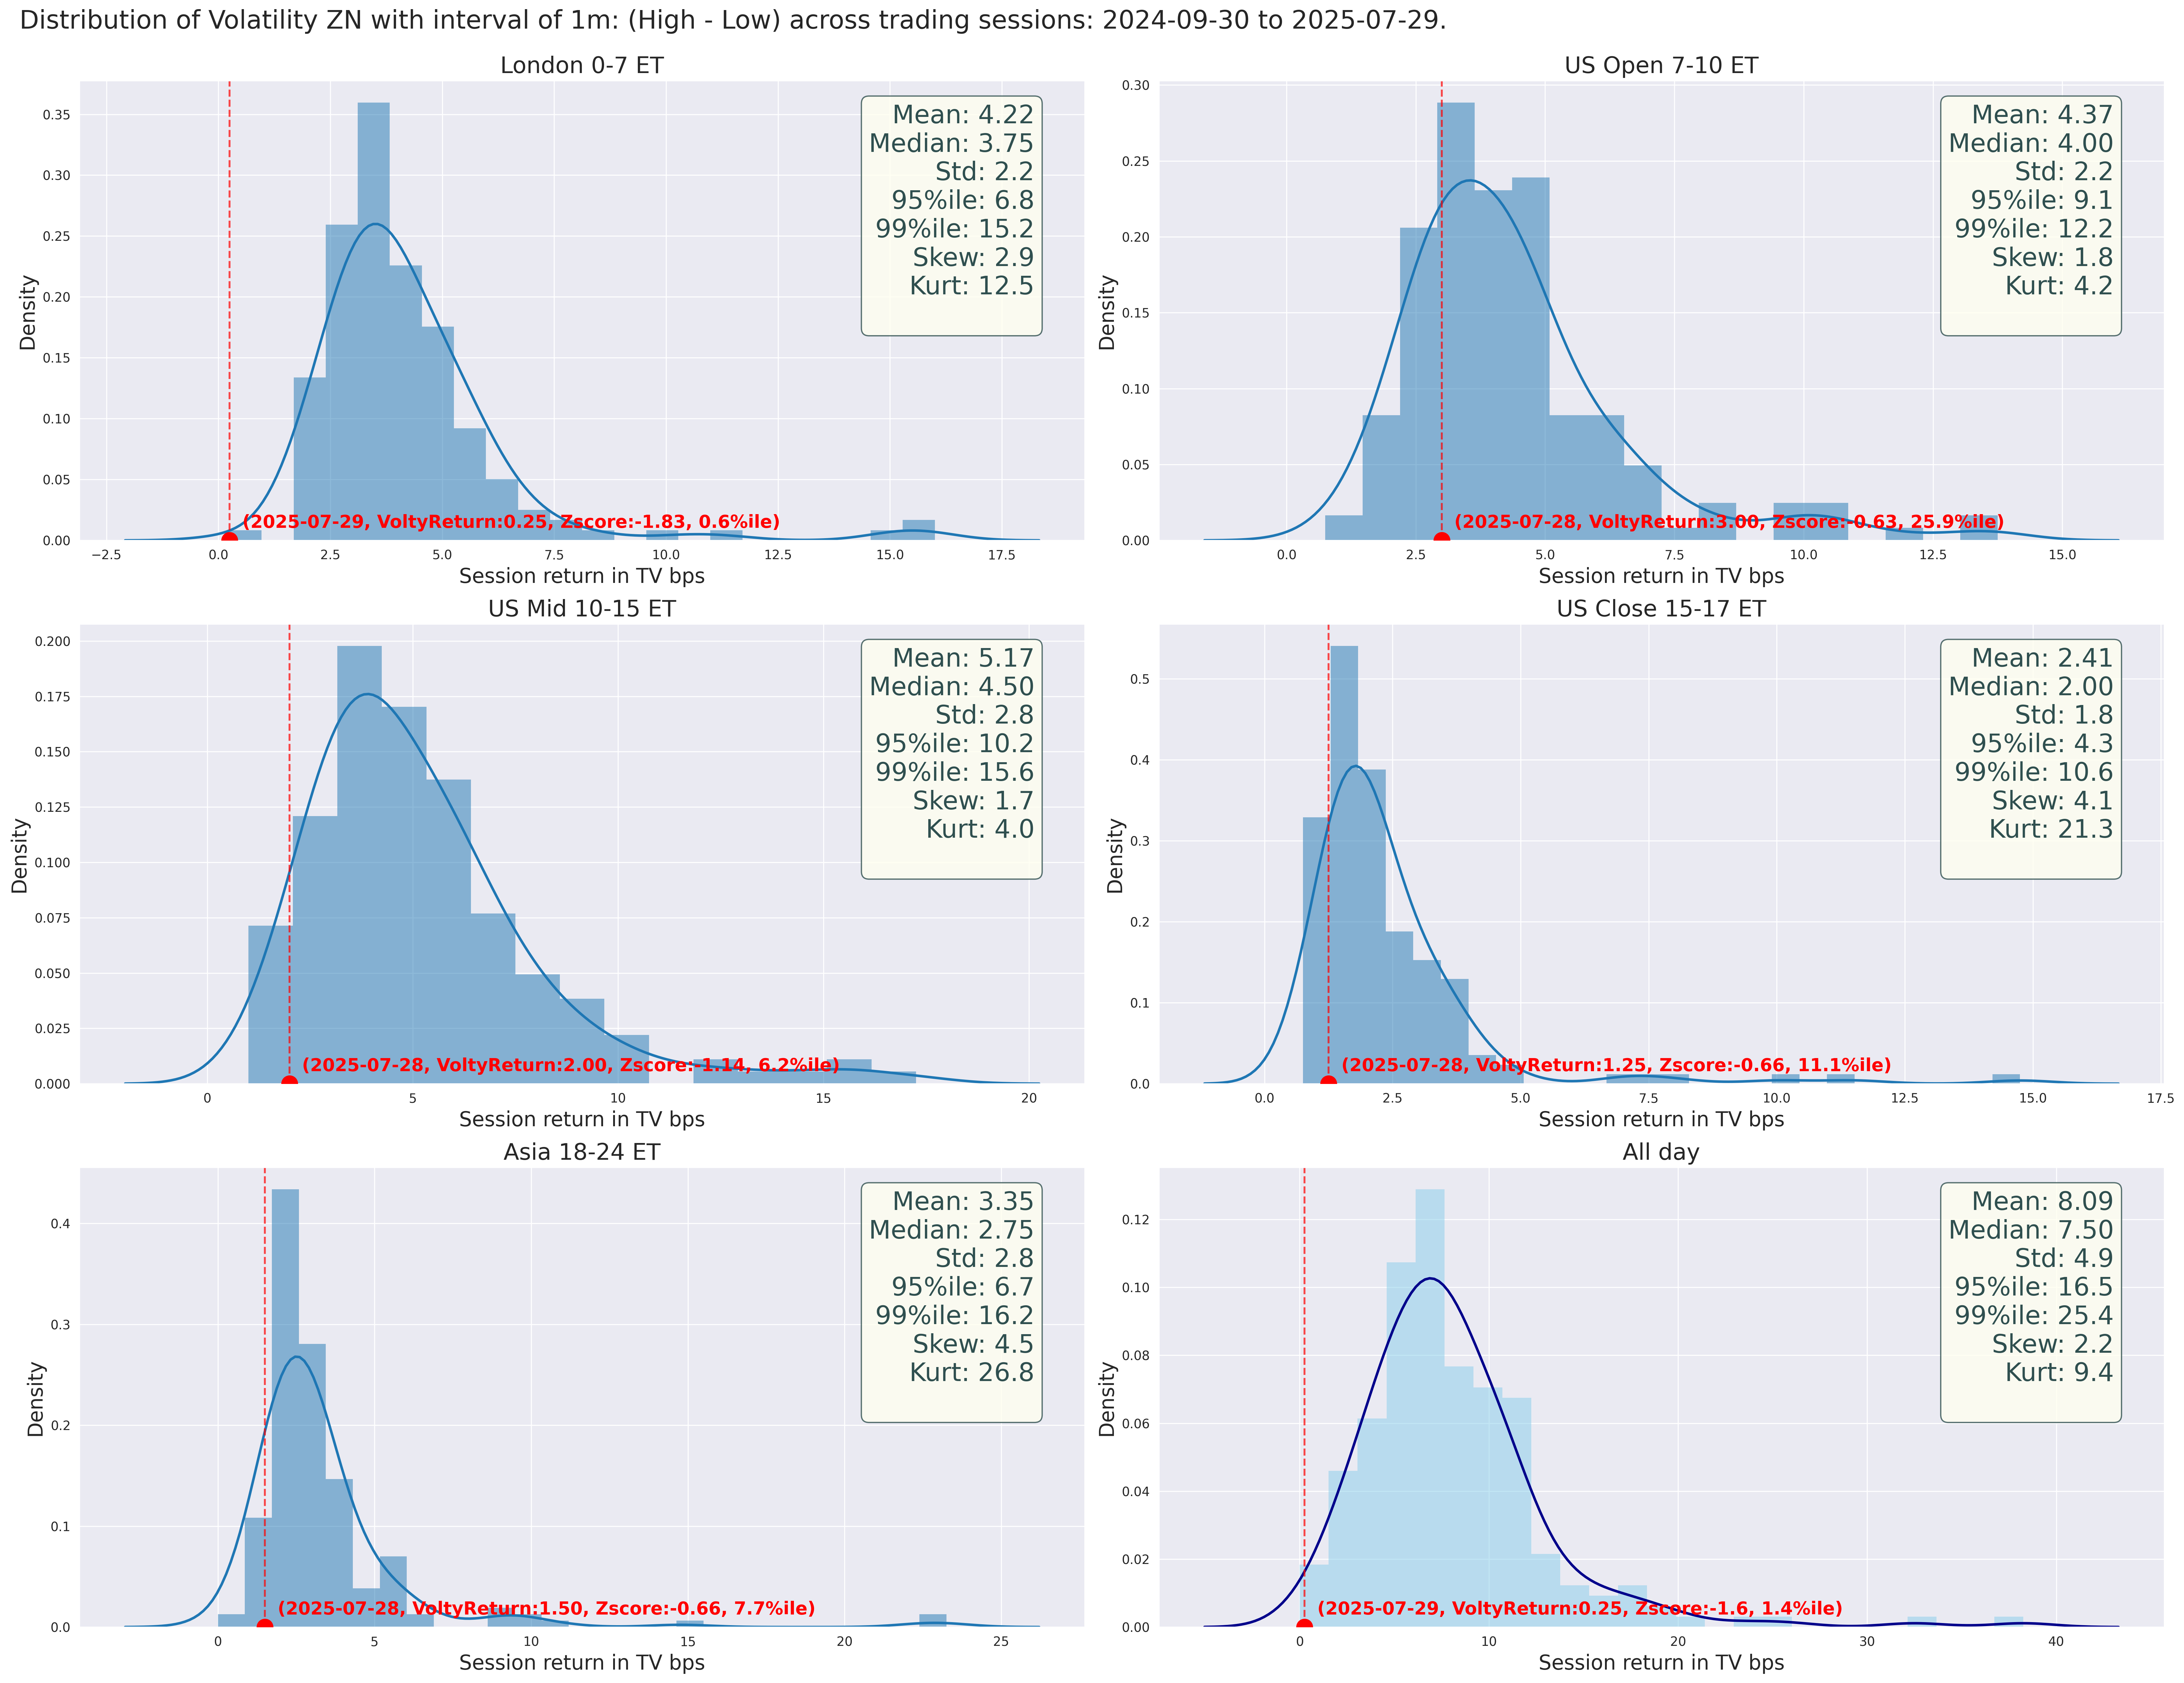 Distribution of Volatility ZN with interval of 1m: (High - Low) across trading sessions: 2024-09-30 to 2025-07-29.
London 0-7 ET
Density
0.35
0.30
0.25
0.20
0.15
0.10
0.05
0.00
Mean: 4.22
Median: 3.75
Std: 2.2
95%ile: 6.8
99%ile: 15.2
Skew: 2.9
Kurt: 12.5
(2025-07-29, VoltyReturn:0.25, Zscore:-1.83, 0.6%ile)
−2.5 0.0 2.5 5.0 7.5 10.0 12.5 15.0 17.5
Session return in TV bps
US Open 7-10 ET
Density
0.30
0.25
0.20
0.15
0.10
0.05
0.00
Mean: 4.37
Median: 4.00
Std: 2.2
95%ile: 9.1
99%ile: 12.2
Skew: 1.8
Kurt: 4.2
(2025-07-28, VoltyReturn:3.00, Zscore:-0.63, 25.9%ile)
0.0 2.5 5.0 7.5 10.0 12.5 15.0
Session return in TV bps
US Mid 10-15 ET
Density
0.200
0.175
0.150
0.125
0.100
0.075
0.050
0.025
0.000
Mean: 5.17
Median: 4.50
Std: 2.8
95%ile: 10.2
99%ile: 15.6
Skew: 1.7
Kurt: 4.0
(2025-07-28, VoltyReturn:2.00, Zscore:-1.14, 6.2%ile)
0 5 10 15 20
Session return in TV bps
US Close 15-17 ET
Density
0.5
0.4
0.3
0.2
0.1
0.0
Mean: 2.41
Median: 2.00
Std: 1.8
95%ile: 4.3
99%ile: 10.6
Skew: 4.1
Kurt: 21.3
(2025-07-28, VoltyReturn:1.25, Zscore:-0.66, 11.1%ile)
0.0 2.5 5.0 7.5 10.0 12.5 15.0 17.5
Session return in TV bps
Asia 18-24 ET
Density
0.4
0.3
0.2
0.1
0.0
Mean: 3.35
Median: 2.75
Std: 2.8
95%ile: 6.7
99%ile: 16.2
Skew: 4.5
Kurt: 26.8
(2025-07-28, VoltyReturn:1.50, Zscore:-0.66, 7.7%ile)
0 5 10 15 20 25
Session return in TV bps
All day
Density
0.12
0.10
0.08
0.06
0.04
0.02
0.00
Mean: 8.09
Median: 7.50
Std: 4.9
95%ile: 16.5
99%ile: 25.4
Skew: 2.2
Kurt: 9.4
(2025-07-29, VoltyReturn:0.25, Zscore:-1.6, 1.4%ile)
0 10 20 30 40
Session return in TV bps